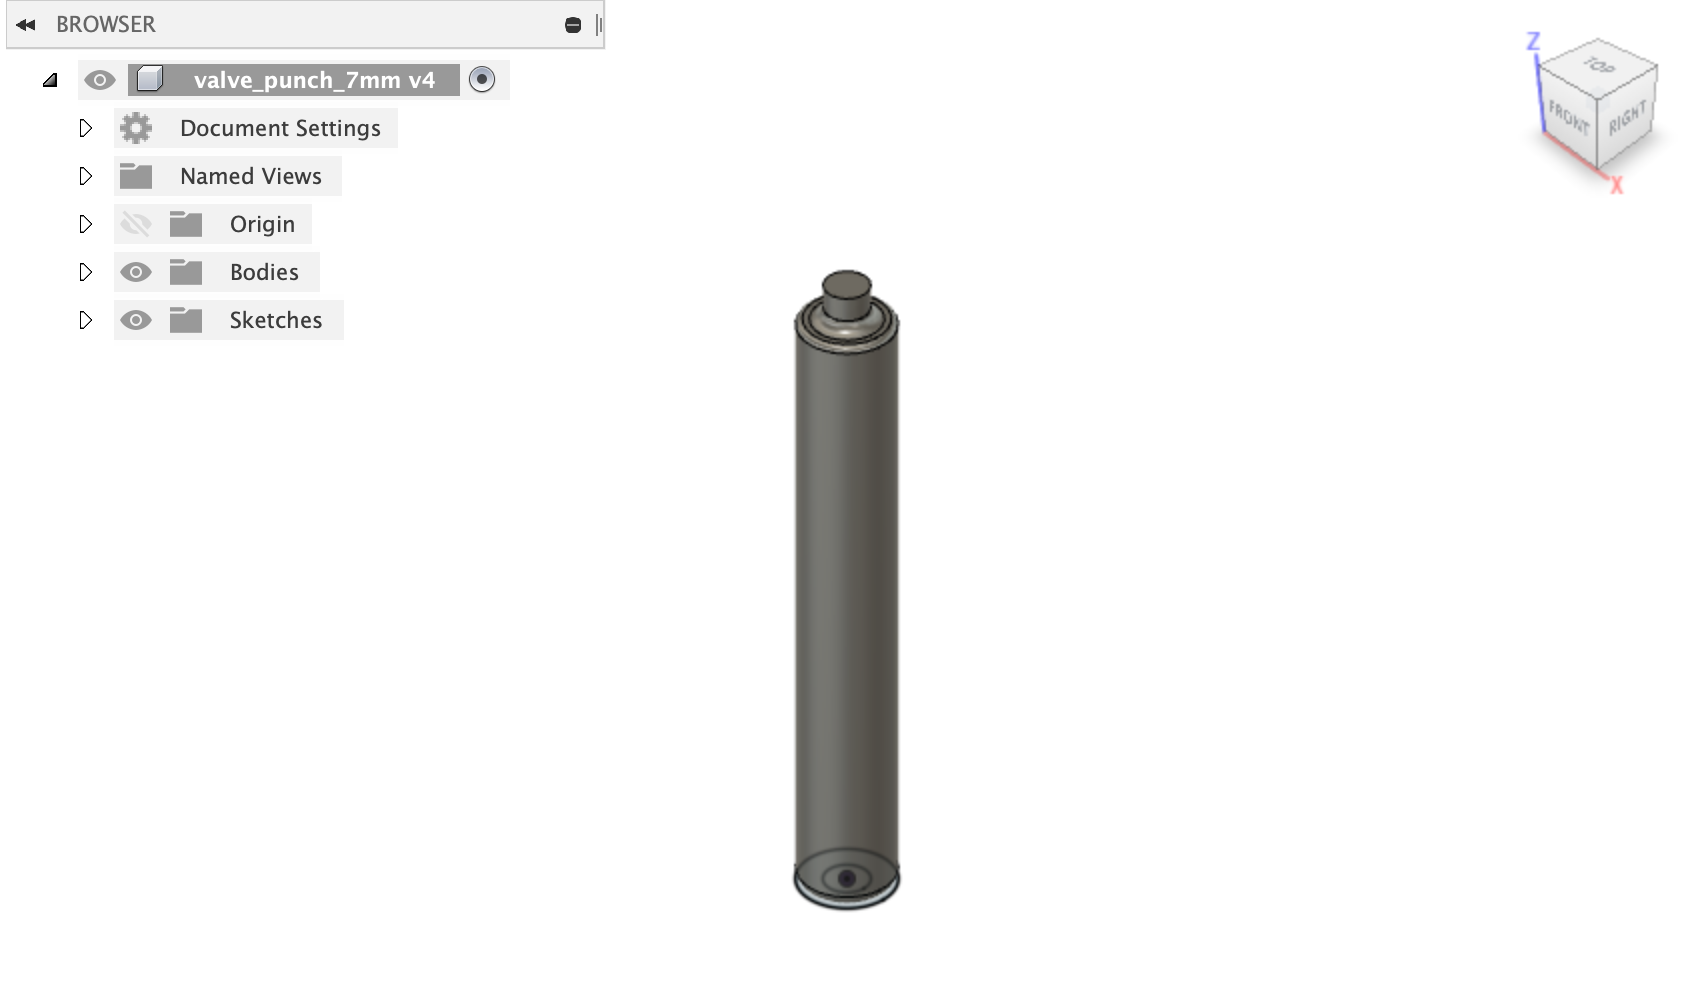 BROWSER
valve_punch_7mm v4
Document Settings
Named Views
Origin
Bodies
Sketches
Z
TOP
FRONT
RIGHT
X